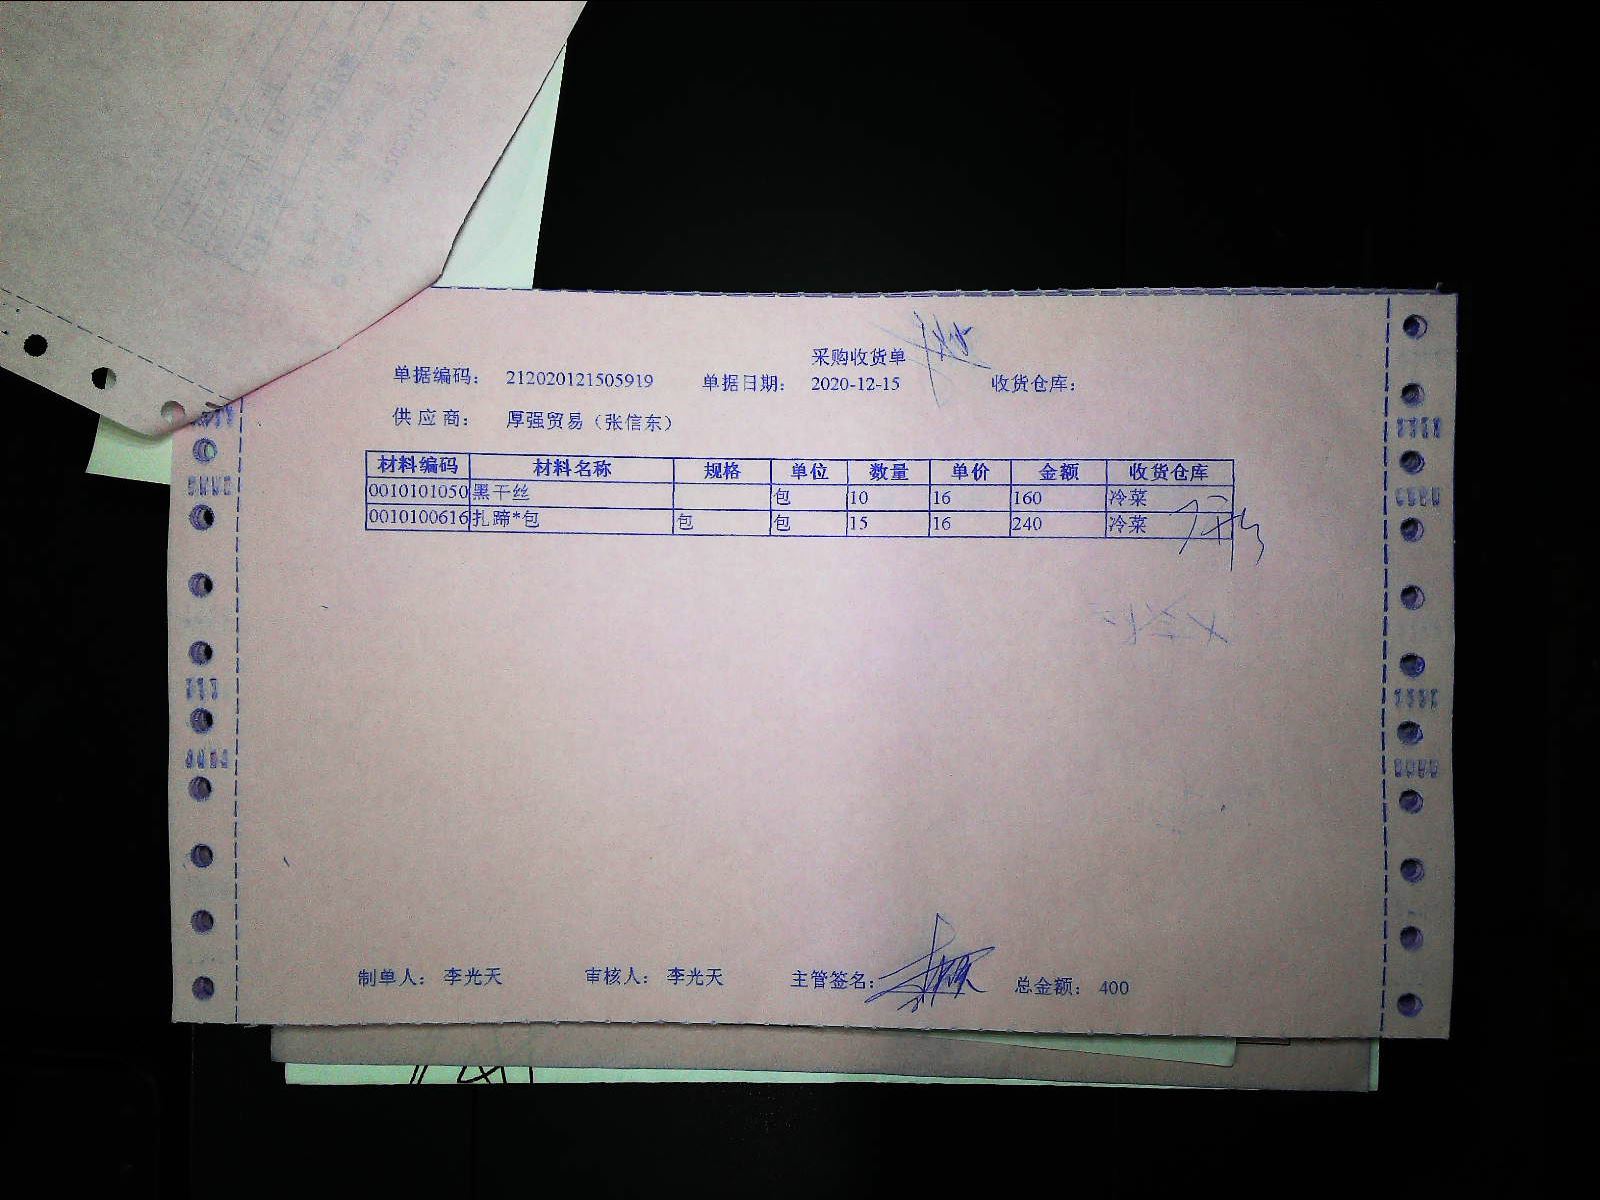 采购收货单
单据编码： 212020121505919 单据日期： 2020-12-15 收货仓库：
供 应 商： 厚强贸易（张信东）
材料编码 材料名称 规格 单位 数量 单价 金额 收货仓库
0010101050 黑干丝 包 10 16 160 冷菜
0010100616 扎蹄*包 包 包 15 16 240 冷菜
制单人： 李光天 审核人： 李光天 主管签名： 总金额： 400